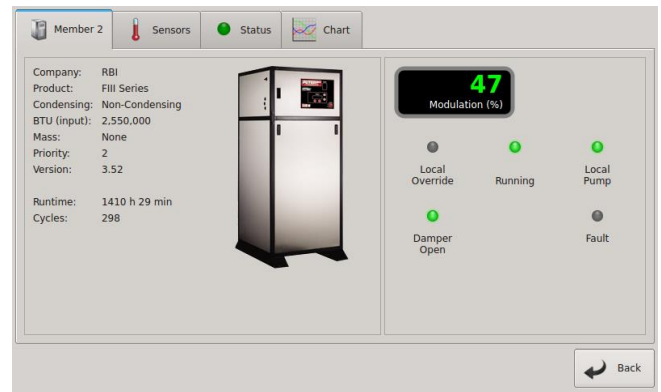 Member 2
Sensors
Status
Chart
Company: RBI
Product: FIII Series
Condensing: Non-Condensing
BTU (input): 2,550,000
Mass: None
Priority: 2
Version: 3.52
Runtime: 1410 h 29 min
Cycles: 298
47
Modulation (%)
Local
Override
Running
Local
Pump
Damper
Open
Fault
Back